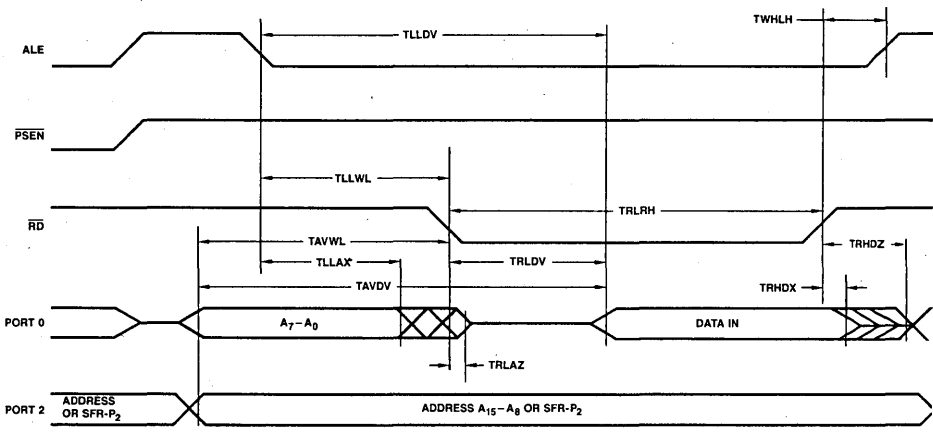 TLLDV
TWHLH
ALE
PSEN
TLLWL
TRLRH
RD
TAVWL
TRHDZ
TLLAX
TRLDV
TAVDV
TRHDX
PORT 0
A7–A0
DATA IN
TRLAZ
PORT 2
ADDRESS
OR SFR-P2
ADDRESS A15–A8 OR SFR-P2